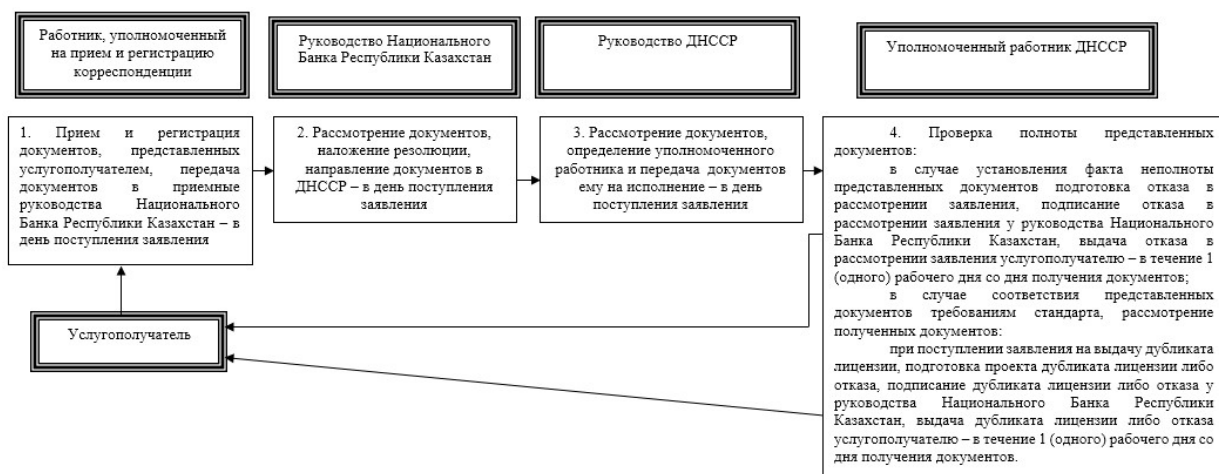 Работник, уполномоченный
на прием и регистрацию
корреспонденции
Руководство Национального
Банка Республики Казахстан
Руководство ДНССР
Уполномоченный работник ДНССР
1. Прием и регистрация
документов, представленных
услугополучателем, передача
документов в приемные
руководства Национального
Банка Республики Казахстан – в
день поступления заявления
2. Рассмотрение документов,
наложение резолюции,
направление документов в
ДНССР – в день поступления
заявления
3. Рассмотрение документов,
определение уполномоченного
работника и передача документов
ему на исполнение – в день
поступления заявления
4. Проверка полноты представленных
документов:
в случае установления факта неполноты
представленных документов подготовка отказа в
рассмотрении заявления, подписание отказа в
рассмотрении заявления у руководства Национального
Банка Республики Казахстан, выдача отказа в
рассмотрении заявления услугополучателю – в течение 1
(одного) рабочего дня со дня получения документов;
в случае соответствия представленных
документов требованиям стандарта, рассмотрение
полученных документов:
при поступлении заявления на выдачу дубликата
лицензии, подготовка проекта дубликата лицензии либо
отказа, подписание дубликата лицензии либо отказа у
руководства Национального Банка Республики
Казахстан, выдача дубликата лицензии либо отказа
услугополучателю – в течение 1 (одного) рабочего дня со
дня получения документов.
Услугополучатель